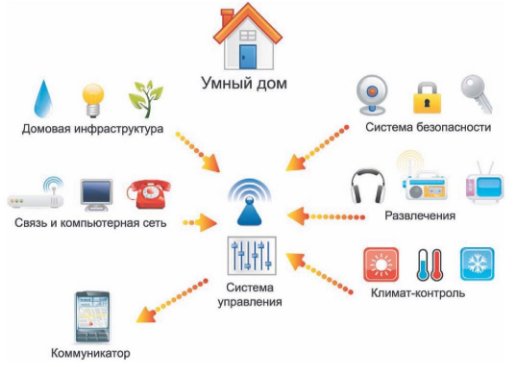 Умный дом
Домовая инфраструктура
Система безопасности
Связь и компьютерная сеть
Развлечения
Система
управления
Климат-контроль
Коммуникатор